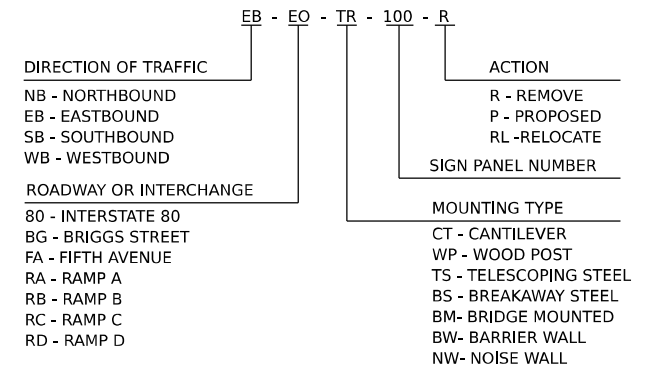 EB - EO - TR - 100 - R
DIRECTION OF TRAFFIC
NB - NORTHBOUND
EB - EASTBOUND
SB - SOUTHBOUND
WB - WESTBOUND
ROADWAY OR INTERCHANGE
80 - INTERSTATE 80
BG - BRIGGS STREET
FA - FIFTH AVENUE
RA - RAMP A
RB - RAMP B
RC - RAMP C
RD - RAMP D
ACTION
R - REMOVE
P - PROPOSED
RL -RELOCATE
SIGN PANEL NUMBER
MOUNTING TYPE
CT - CANTILEVER
WP - WOOD POST
TS - TELESCOPING STEEL
BS - BREAKAWAY STEEL
BM- BRIDGE MOUNTED
BW- BARRIER WALL
NW- NOISE WALL